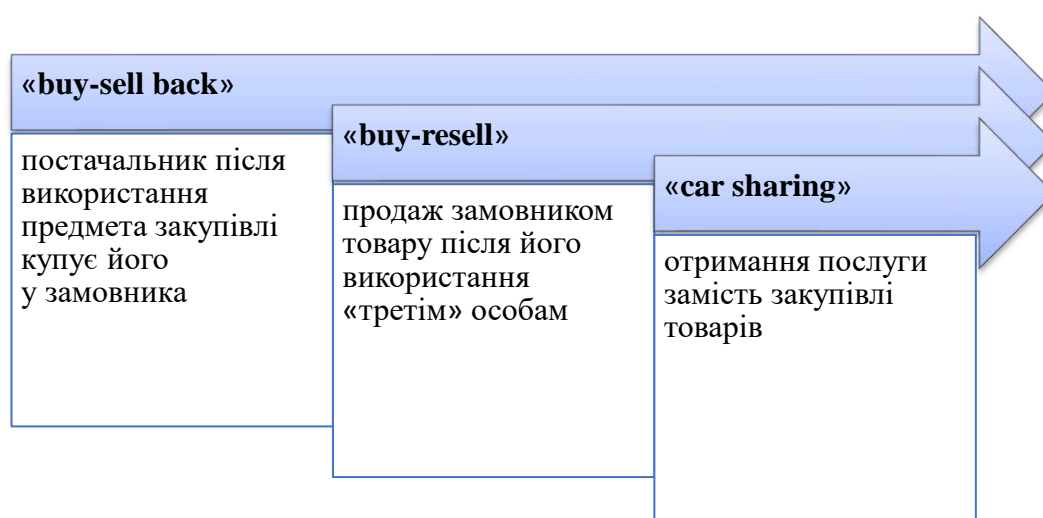 «buy-sell back»
постачальник після
використання
предмета закупівлі
купує його
у замовника
«buy-resell»
продаж замовником
товару після його
використання
«третім» особам
«car sharing»
отримання послуги
замість закупівлі
товарів